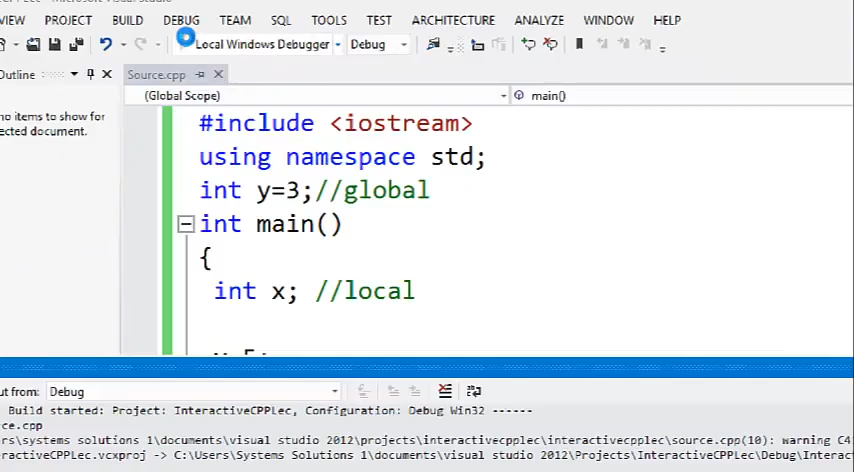 VIEW PROJECT BUILD DEBUG TEAM SQL TOOLS TEST ARCHITECTURE ANALYZE WINDOW HELP
Local Windows Debugger Debug
Outline Source.cpp
(Global Scope) main()
no items to show for
ected document.
#include <iostream>
using namespace std;
int y=3;//global
int main()
{
int x; //local
ut from: Debug
Build started: Project: InteractiveCPPLec, Configuration: Debug Win32 ------
rce.cpp
ers\systems solutions 1\documents\visual studio 2012\projects\interactivecpplec\interactivecpplec\source.cpp(10): warning C4
eractiveCPPLec.vcxproj -> C:\Users\Systems Solutions 1\documents\visual studio 2012\Projects\InteractiveCPPLec\Debug\Interac